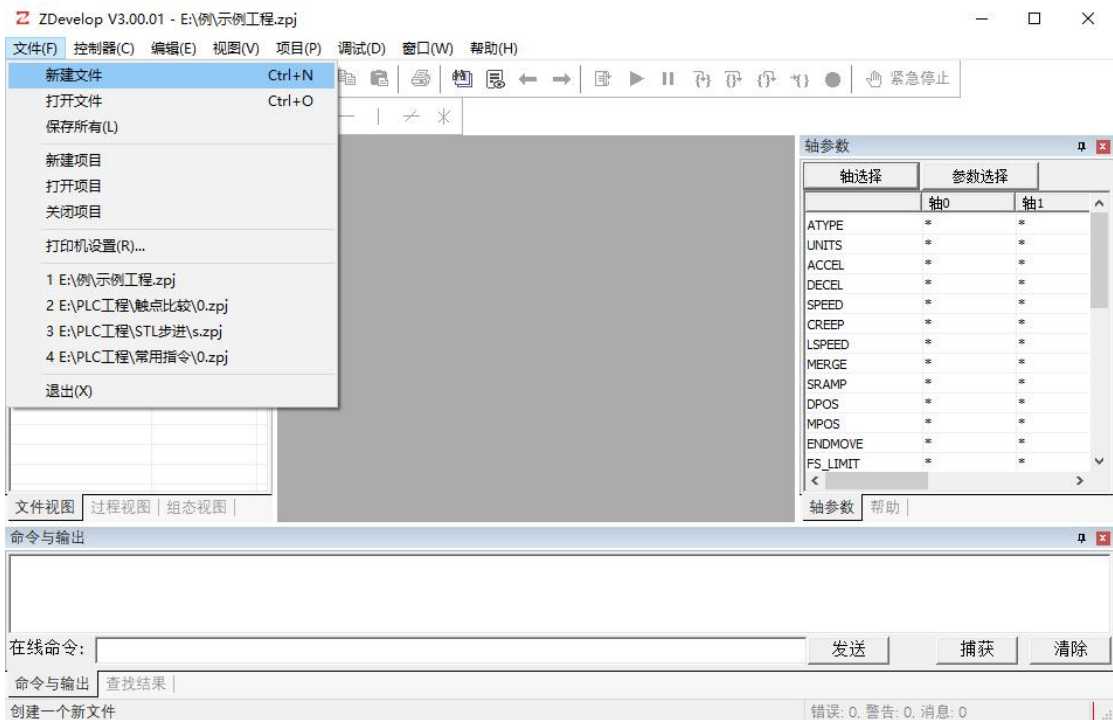 ZDevelop V3.00.01 - E:\例\示例工程.zpj
文件(F) 控制器(C) 编辑(E) 视图(V) 项目(P) 调试(D) 窗口(W) 帮助(H)
新建文件 Ctrl+N
打开文件 Ctrl+O
保存所有(L)
新建项目
打开项目
关闭项目
打印机设置(R)...
1 E:\例\示例工程.zpj
2 E:\PLC工程\触点比较\0.zpj
3 E:\PLC工程\STL步进\s.zpj
4 E:\PLC工程\常用指令\0.zpj
退出(X)
紧急停止
轴参数
轴选择 参数选择
轴0 轴1
ATYPE * *
UNITS * *
ACCEL * *
DECEL * *
SPEED * *
CREEP * *
LSPEED * *
MERGE * *
SRAMP * *
DPOS * *
MPOS * *
ENDMOVE * *
FS_LIMIT * *
文件视图 过程视图 组态视图
轴参数 帮助
命令与输出
在线命令: 发送 捕获 清除
命令与输出 查找结果
创建一个新文件 错误: 0, 警告: 0, 消息: 0